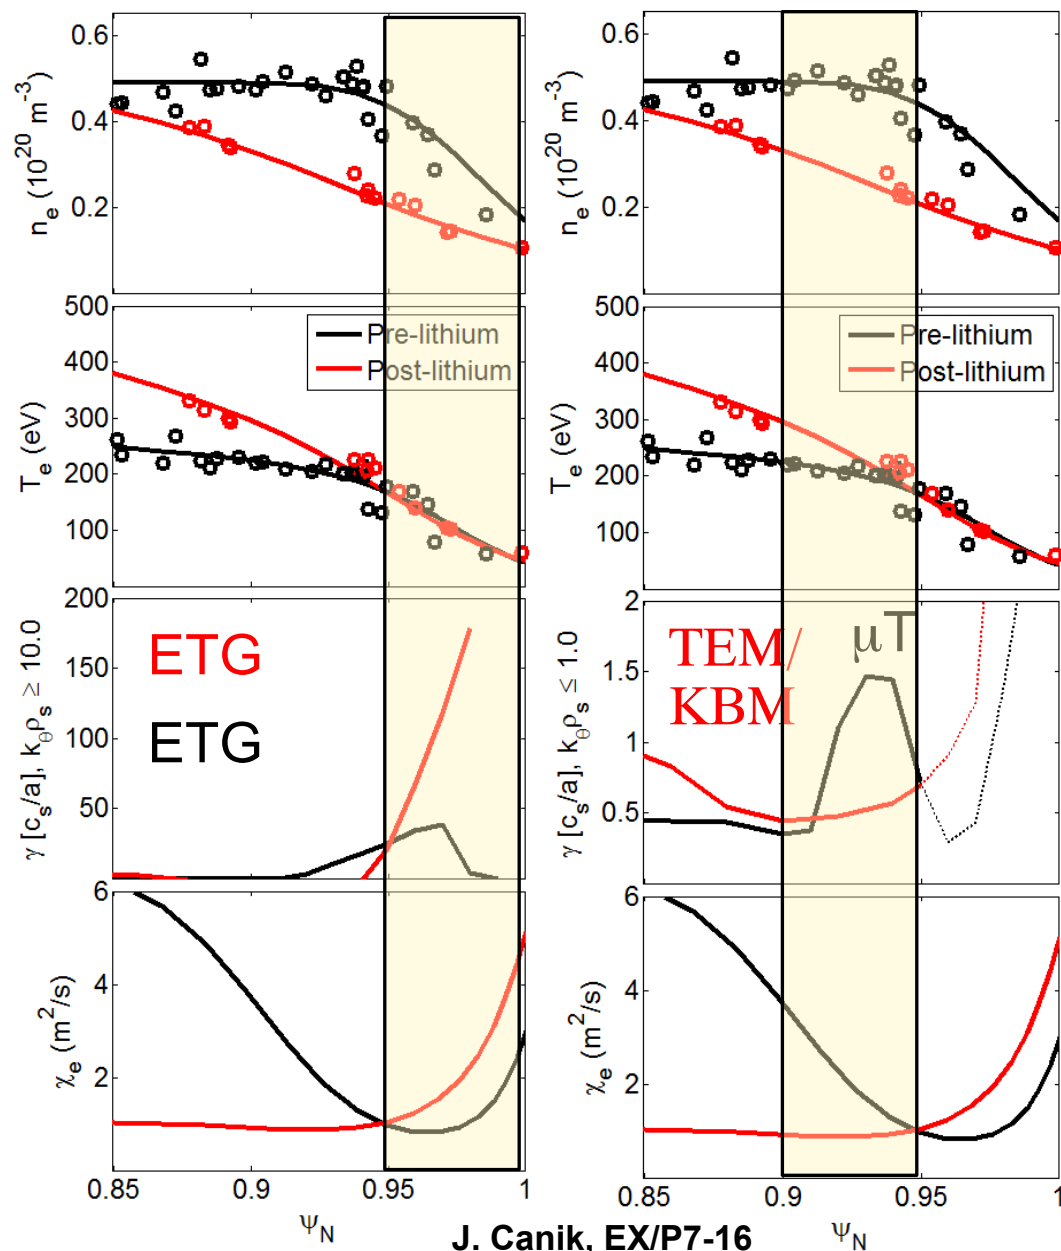 0.6
0.4
0.2
n_e (10^20 m^-3)
0.6
0.4
0.2
n_e (10^20 m^-3)
500
400
300
200
100
T_e (eV)
Pre-lithium
Post-lithium
500
400
300
200
100
T_e (eV)
Pre-lithium
Post-lithium
200
150
100
50
γ [c_s/a], k_θρ_s ≥ 10.0
ETG
ETG
2
1.5
1
0.5
γ [c_s/a], k_θρ_s ≤ 1.0
TEM/
KBM
μT
6
4
2
χ_e (m^2/s)
0.85 0.9 0.95 1
Ψ_N
6
4
2
χ_e (m^2/s)
0.85 0.9 0.95 1
Ψ_N
J. Canik, EX/P7-16